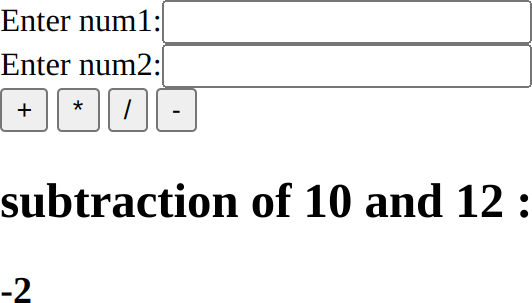 Enter num1:
Enter num2:
+ * / -
subtraction of 10 and 12 :
-2